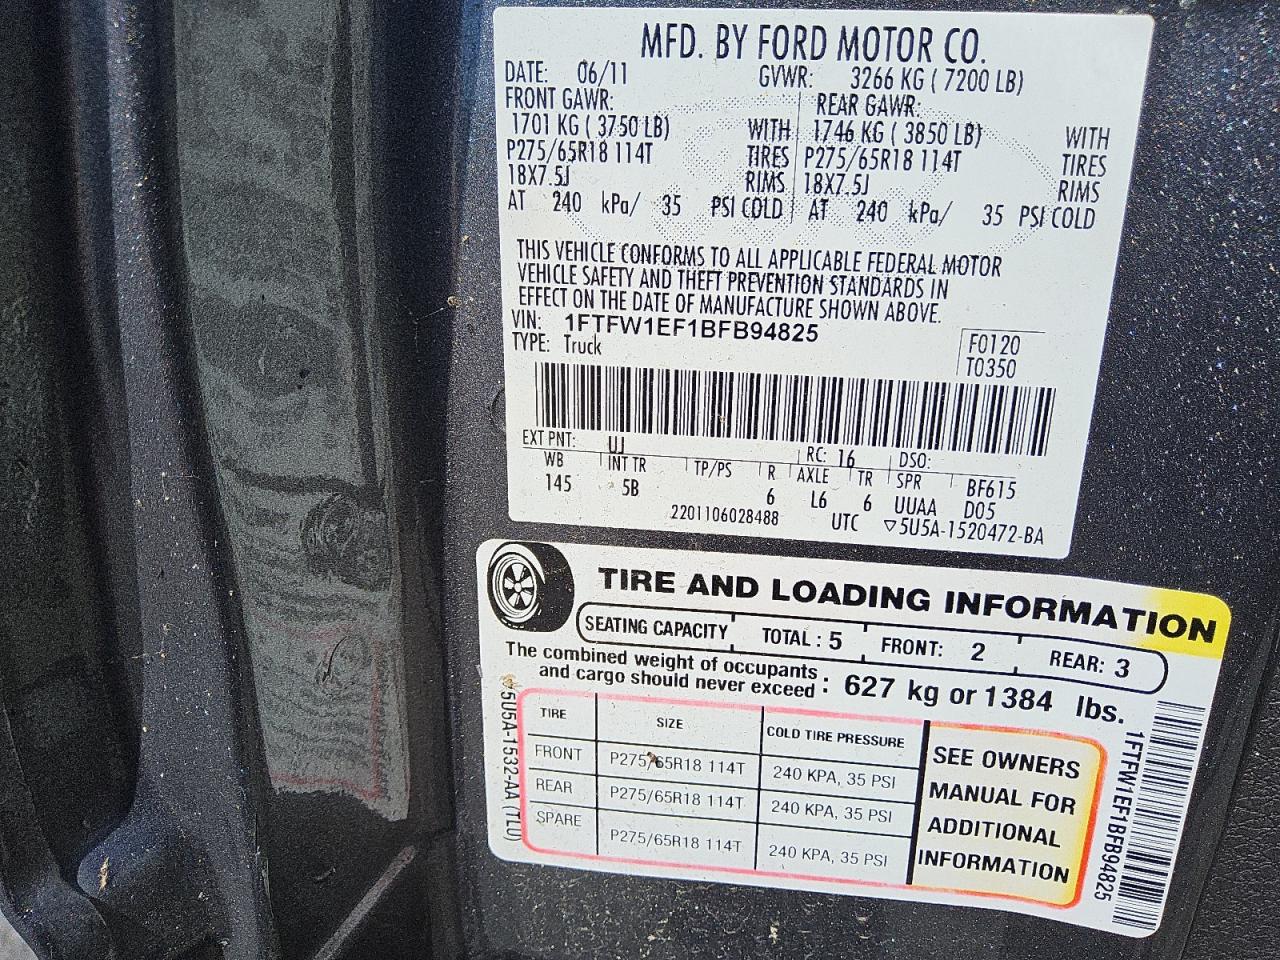 MFD. BY FORD MOTOR CO.
DATE: 06/11 GVWR: 3266 KG ( 7200 LB)
FRONT GAWR: REAR GAWR:
1701 KG ( 3750 LB) WITH 1746 KG ( 3850 LB) WITH
P275/65R18 114T TIRES P275/65R18 114T TIRES
18X7.5J RIMS 18X7.5J RIMS
AT 240 kPa/ 35 PSI COLD AT 240 kPa/ 35 PSI COLD
THIS VEHICLE CONFORMS TO ALL APPLICABLE FEDERAL MOTOR
VEHICLE SAFETY AND THEFT PREVENTION STANDARDS IN
EFFECT ON THE DATE OF MANUFACTURE SHOWN ABOVE.
VIN: 1FTFW1EF1BFB94825
TYPE: Truck
F0120
T0350
EXT PNT: UJ RC: 16 DSO:
WB INT TR TP/PS R AXLE TR SPR BF615
145 5B 6 L6 6 UUAA D05
2201106028488 UTC ▽5U5A-1520472-BA
TIRE AND LOADING INFORMATION
SEATING CAPACITY TOTAL : 5 FRONT: 2 REAR: 3
The combined weight of occupants
and cargo should never exceed : 627 kg or 1384 lbs.
TIRE SIZE COLD TIRE PRESSURE
FRONT P275/65R18 114T 240 KPA, 35 PSI
REAR P275/65R18 114T 240 KPA, 35 PSI
SPARE P275/65R18 114T 240 KPA, 35 PSI
SEE OWNERS
MANUAL FOR
ADDITIONAL
INFORMATION
5U5A-1532-AA (TLU)
1FTFW1EF1BFB94825